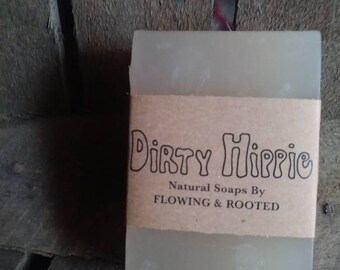 Dirty Hippie
Natural Soaps By
FLOWING & ROOTED